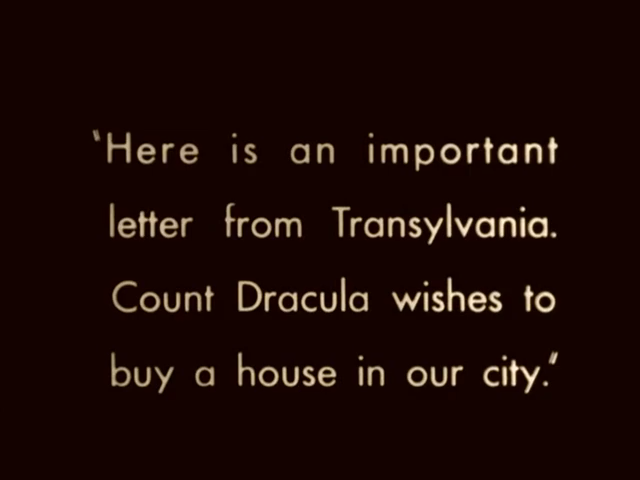 "Here is an important
letter from Transylvania.
Count Dracula wishes to
buy a house in our city."